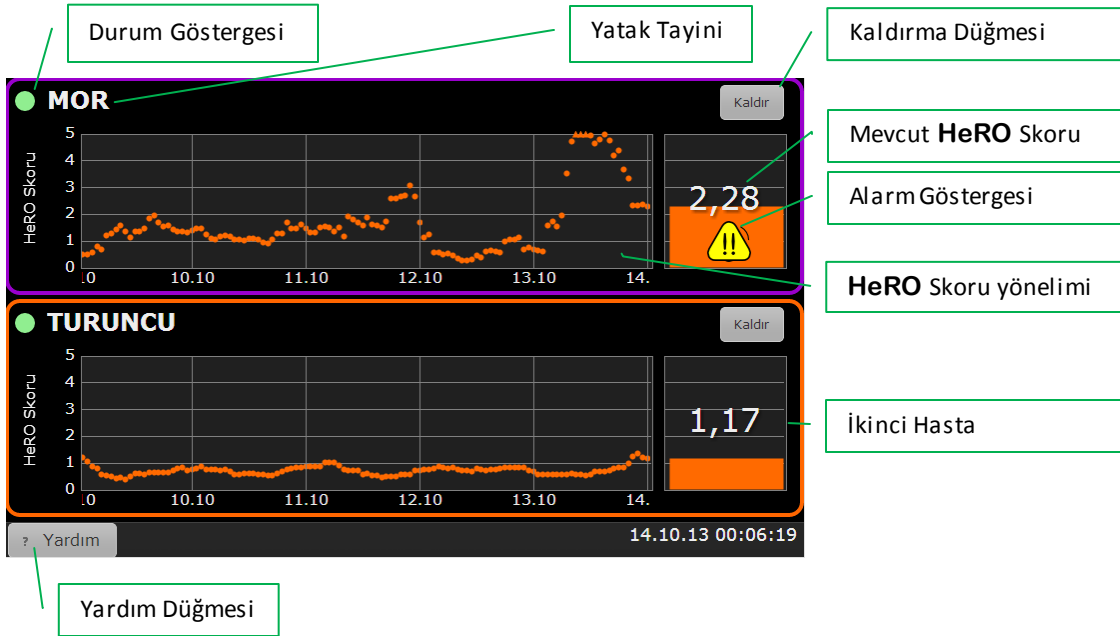 Durum Göstergesi
Yatak Tayini
Kaldırma Düğmesi
MOR
Kaldır
HeRO Skoru
5
4
3
2
1
0
.0
10.10
11.10
12.10
13.10
14.
2,28
!!
Mevcut HeRO Skoru
Alarm Göstergesi
HeRO Skoru yönelimi
TURUNCU
Kaldır
HeRO Skoru
5
4
3
2
1
0
.0
10.10
11.10
12.10
13.10
14.
1,17
İkinci Hasta
? Yardım
14.10.13 00:06:19
Yardım Düğmesi